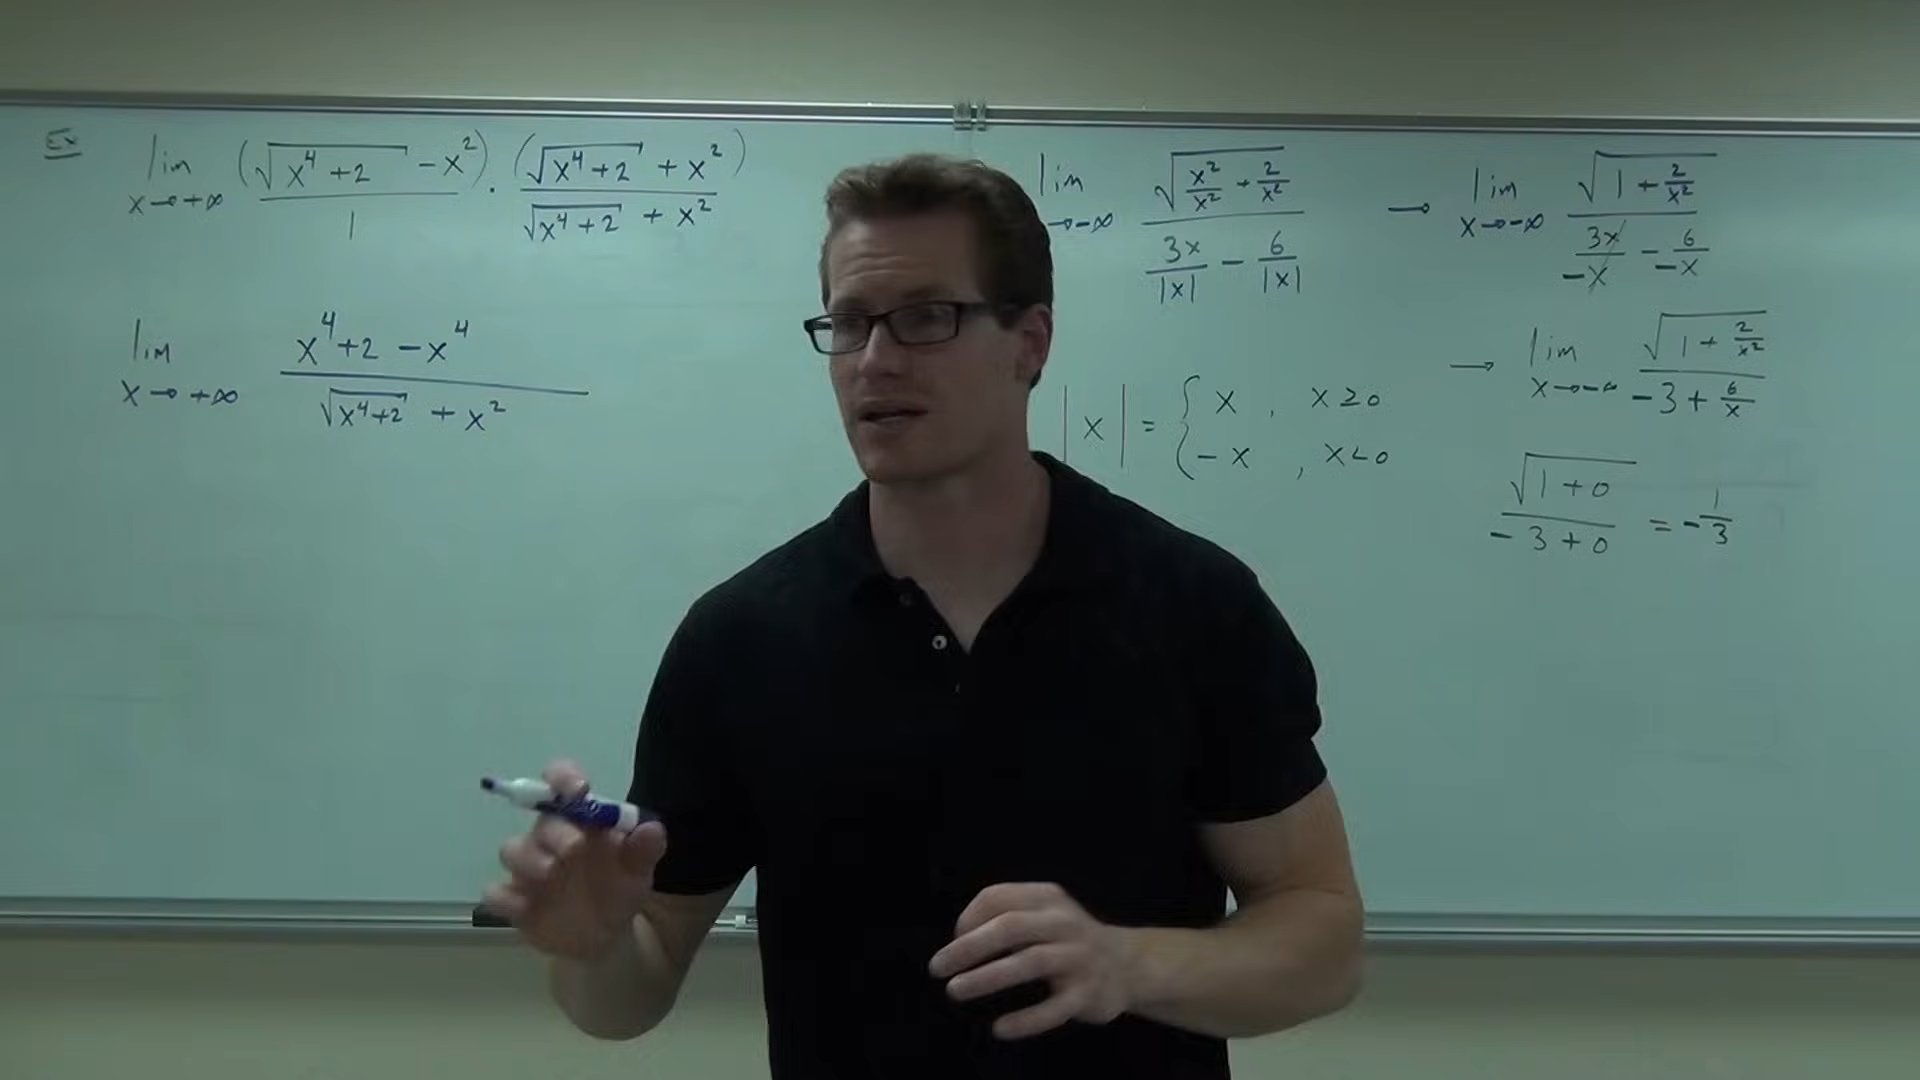 Ex lim x→+∞ (√(x⁴+2) - x²)/1 · (√(x⁴+2) + x²)/(√(x⁴+2) + x²)
lim x→+∞ (x⁴+2 - x⁴)/(√(x⁴+2) + x²)
lim x→-∞ √(x²/x² + 2/x²)/(3x/|x| - 6/|x|) → lim x→-∞ √(1 + 2/x²)/(3x/-x - 6/-x)
→ lim x→-∞ √(1 + 2/x²)/(-3 + 6/x)
|x| = { x , x≥0
-x , x<0
√(1+0)/(-3+0) = -1/3